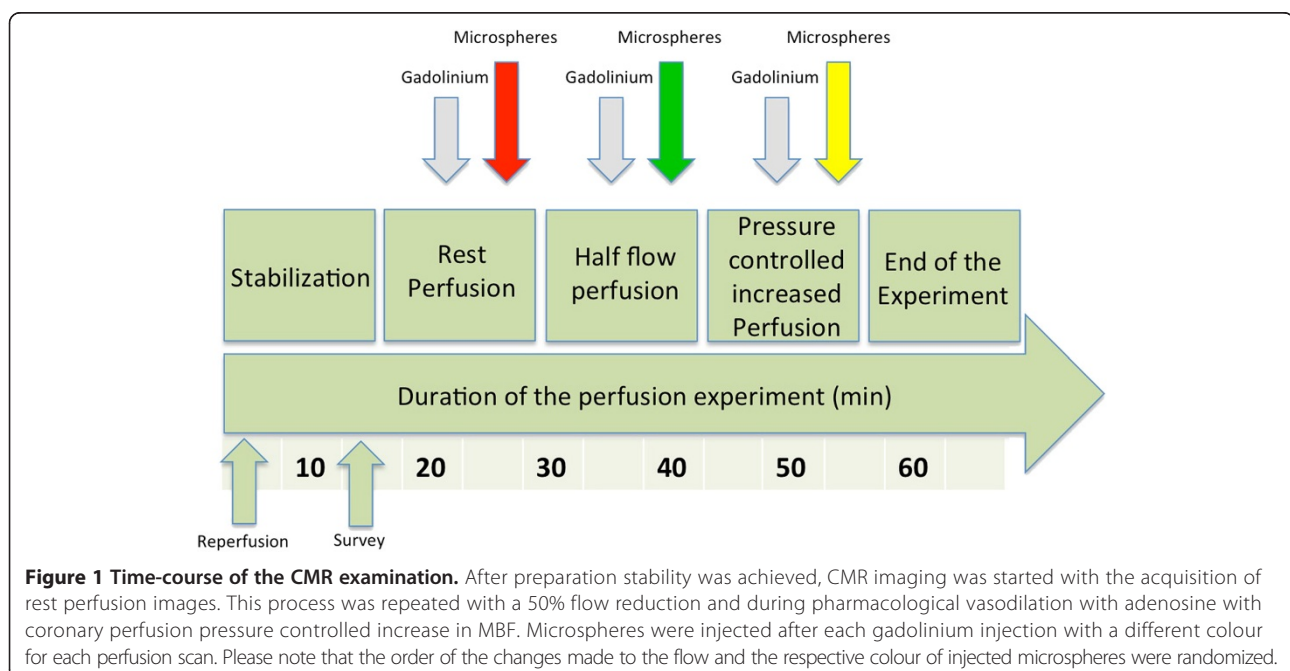 Microspheres Microspheres Microspheres
Gadolinium Gadolinium Gadolinium
Stabilization
Rest
Perfusion
Half flow
perfusion
Pressure
controlled
increased
Perfusion
End of the
Experiment
Duration of the perfusion experiment (min)
10 20 30 40 50 60
Reperfusion Survey
Figure 1 Time-course of the CMR examination. After preparation stability was achieved, CMR imaging was started with the acquisition of
rest perfusion images. This process was repeated with a 50% flow reduction and during pharmacological vasodilation with adenosine with
coronary perfusion pressure controlled increase in MBF. Microspheres were injected after each gadolinium injection with a different colour
for each perfusion scan. Please note that the order of the changes made to the flow and the respective colour of injected microspheres were randomized.